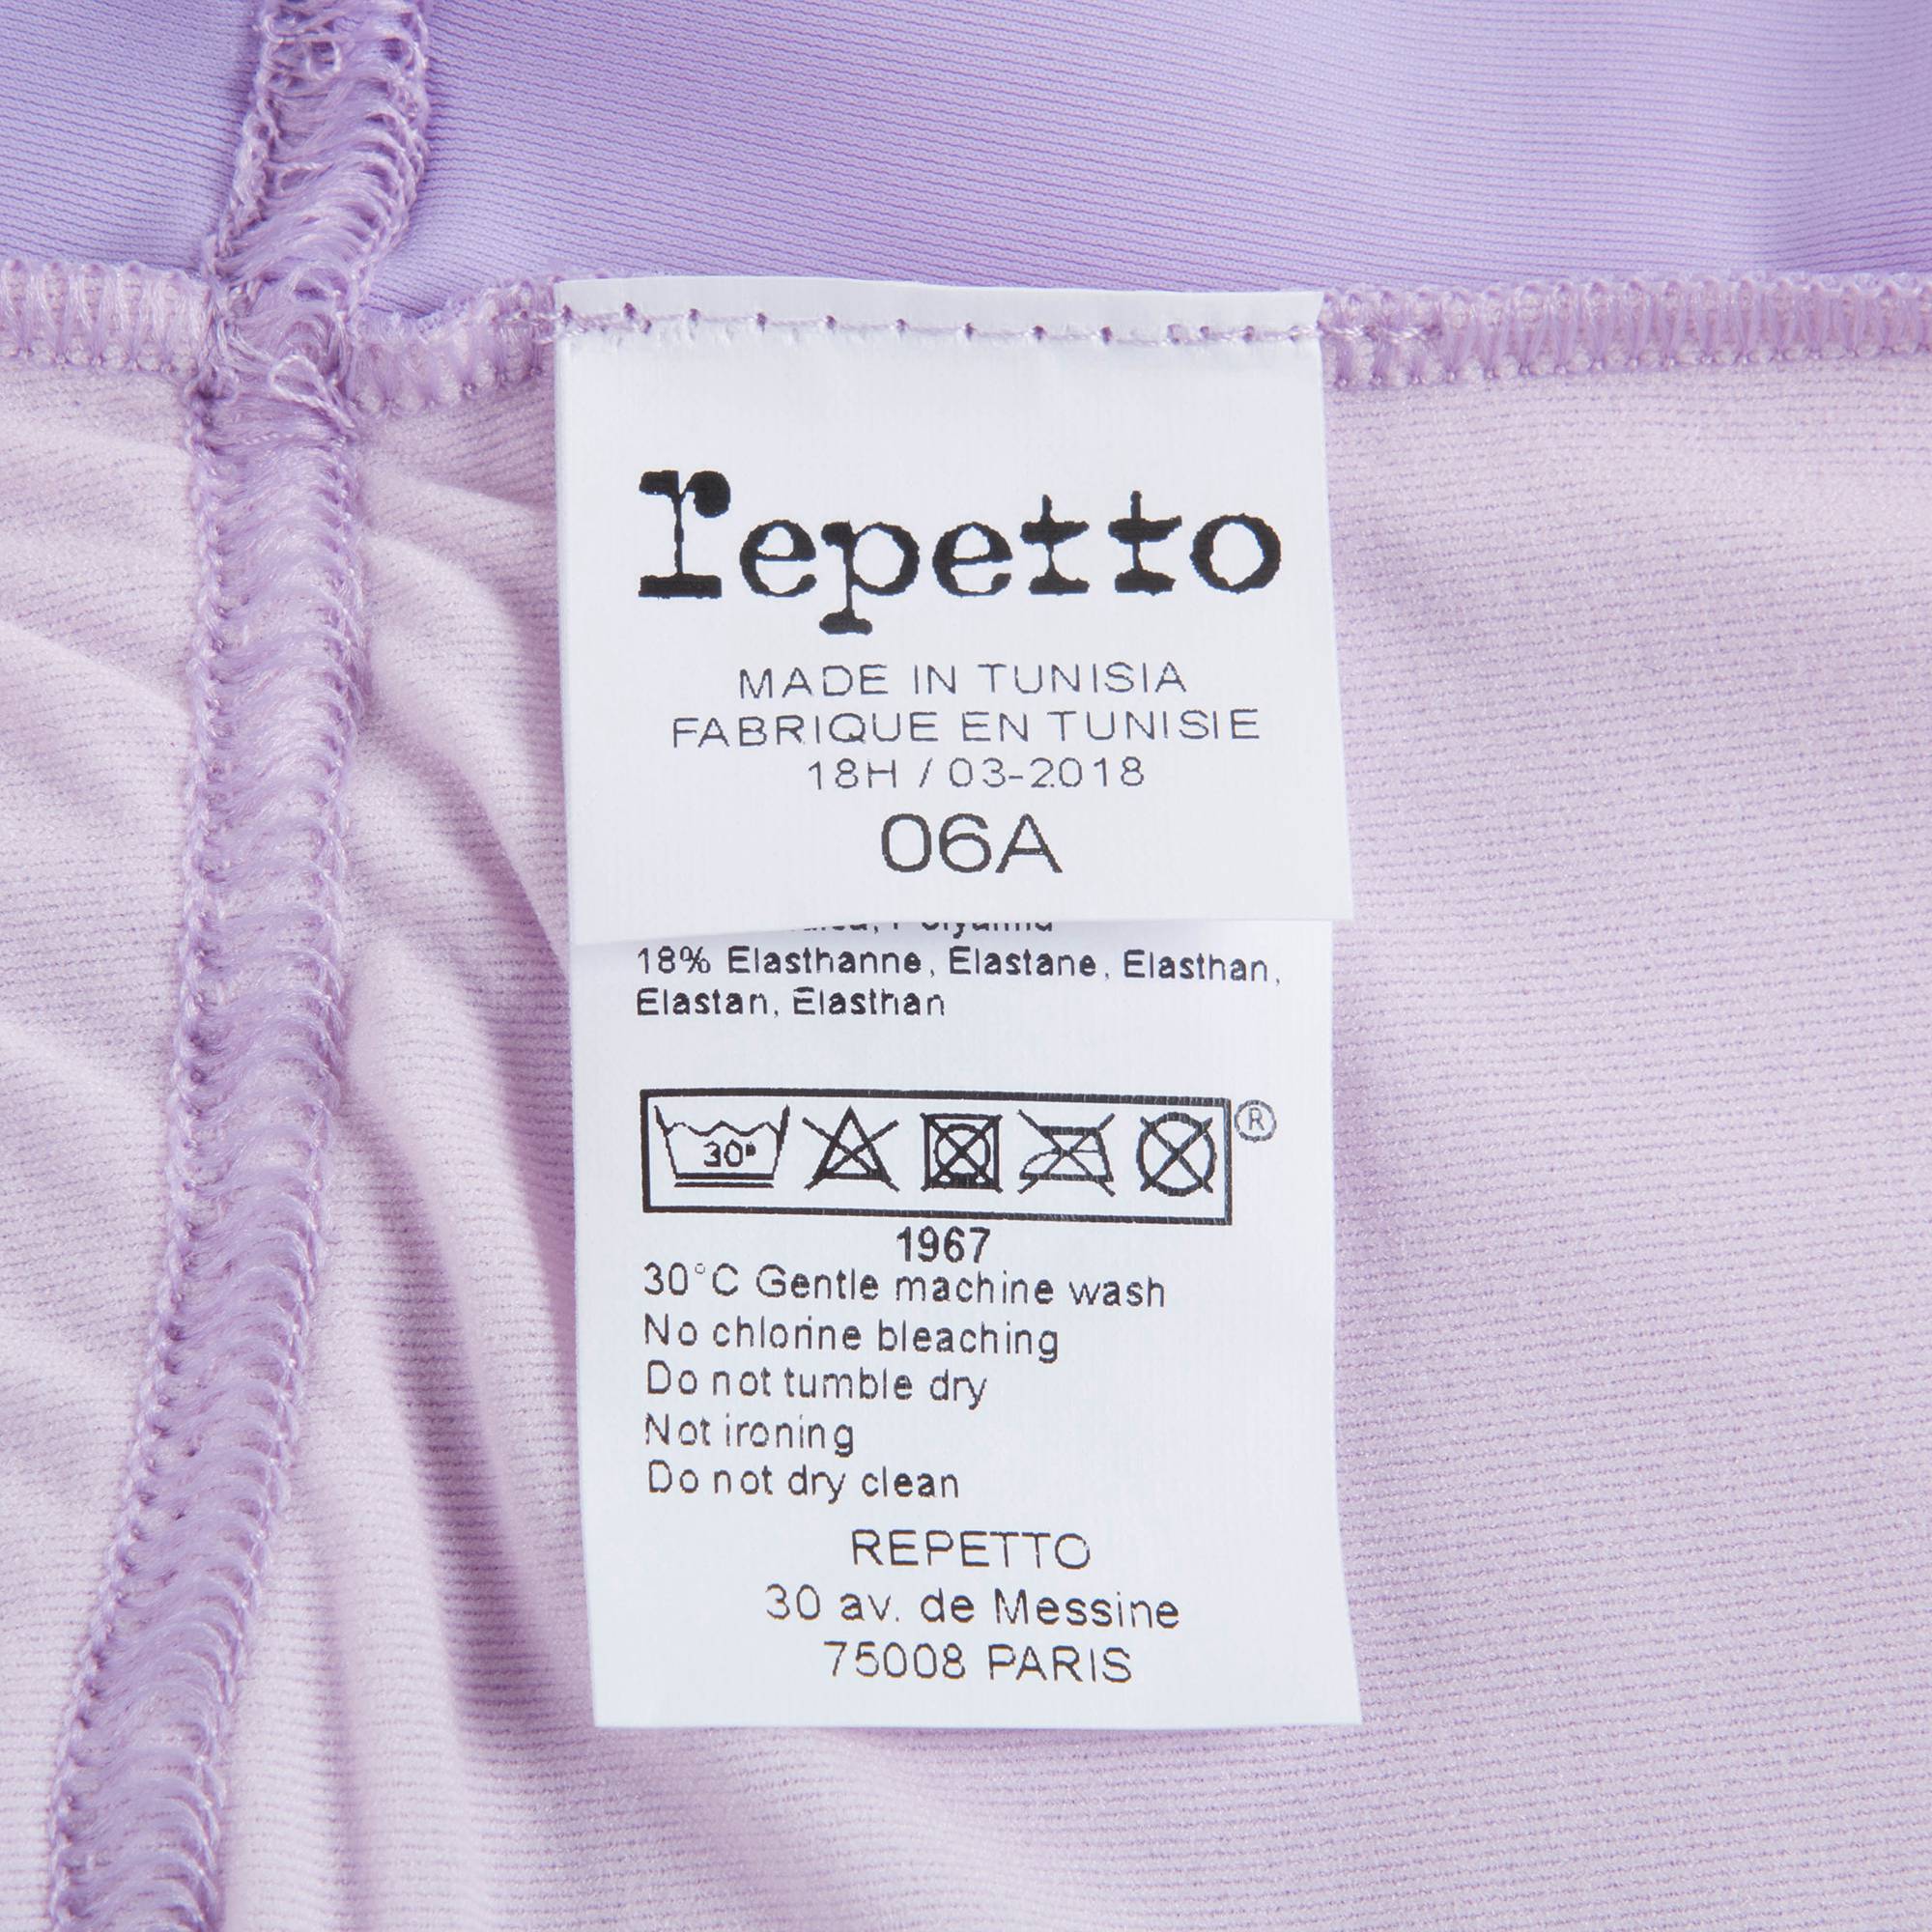 repetto
MADE IN TUNISIA
FABRIQUE EN TUNISIE
18H / 03-2018
06A
Polyamid
18% Elasthanne, Elastane, Elasthan,
Elastan, Elasthan
30°
®
1967
30°C Gentle machine wash
No chlorine bleaching
Do not tumble dry
Not ironing
Do not dry clean
REPETTO
30 av. de Messine
75008 PARIS